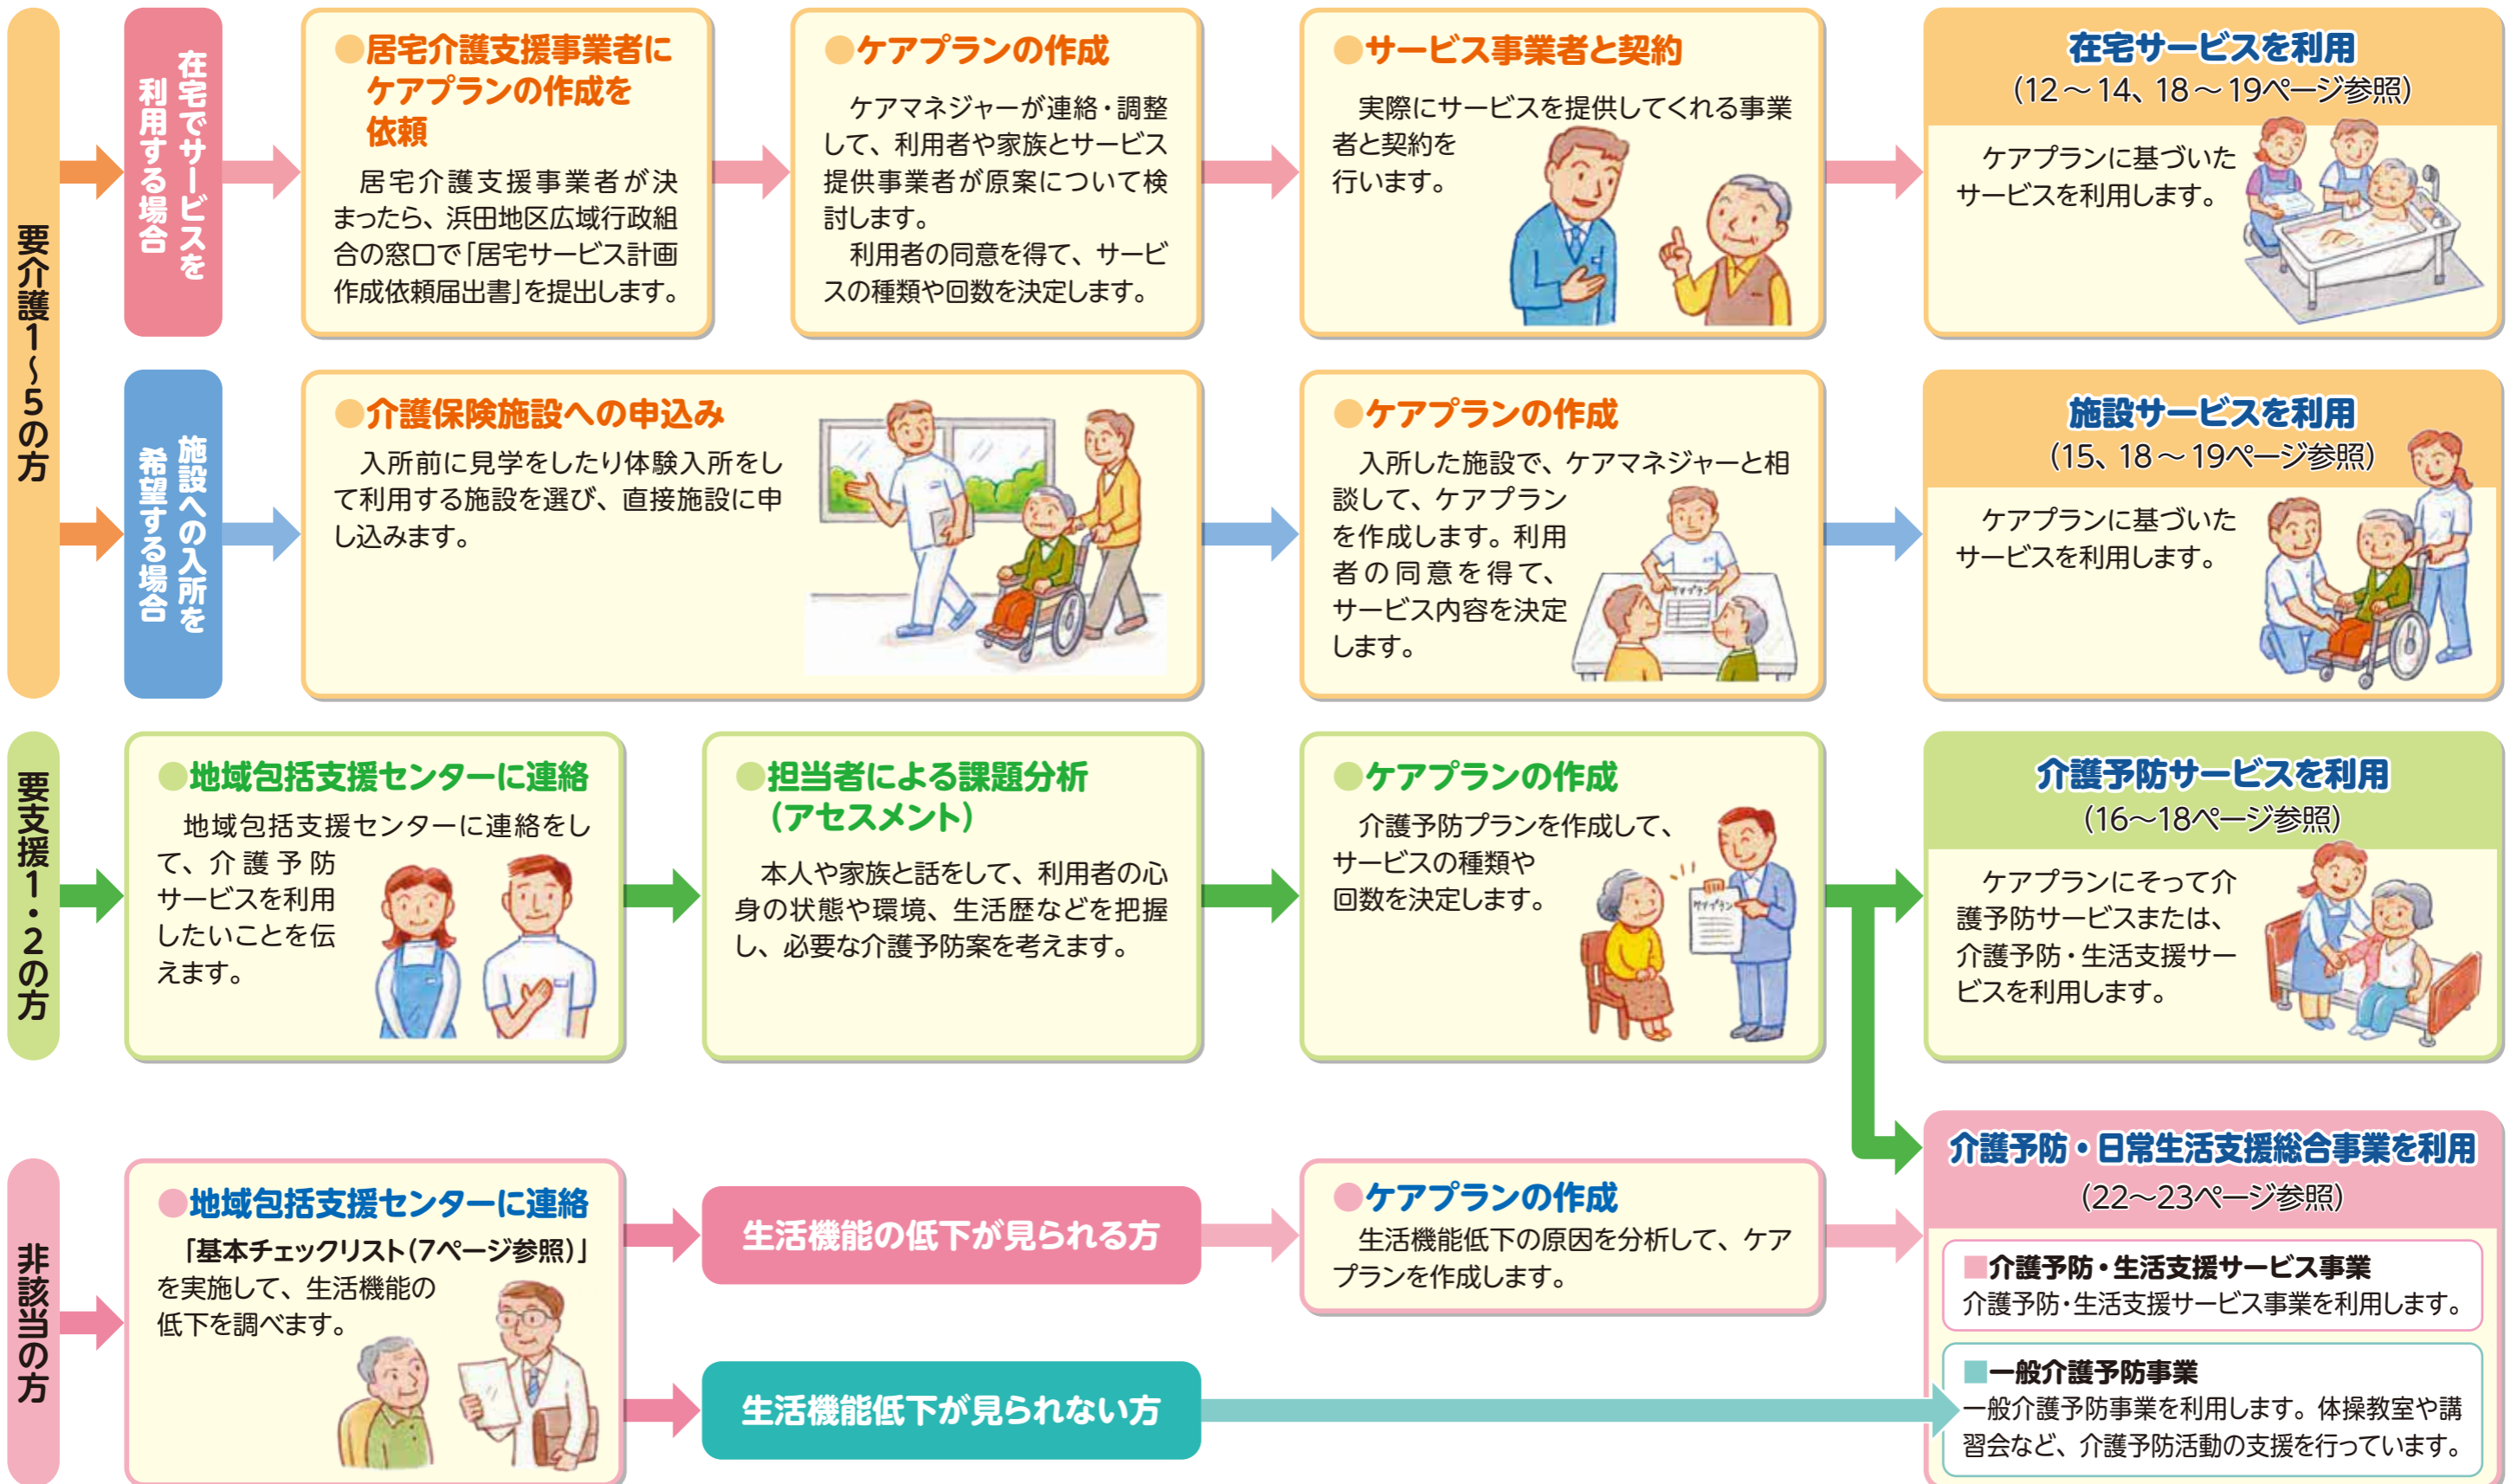 要介護1～5の方
在宅でサービスを
利用する場合
●居宅介護支援事業者に
ケアプランの作成を
依頼
居宅介護支援事業者が決
まったら、浜田地区広域行政組
合の窓口で「居宅サービス計画
作成依頼届出書」を提出します。
●ケアプランの作成
ケアマネジャーが連絡・調整
して、利用者や家族とサービス
提供事業者が原案について検
討します。
利用者の同意を得て、サービ
スの種類や回数を決定します。
●サービス事業者と契約
実際にサービスを提供してくれる事業
者と契約を
行います。
在宅サービスを利用
（12～14、18～19ページ参照）
ケアプランに基づいた
サービスを利用します。
施設への入所を
希望する場合
●介護保険施設への申込み
入所前に見学をしたり体験入所をし
て利用する施設を選び、直接施設に申
し込みます。
●ケアプランの作成
入所した施設で、ケアマネジャーと相
談して、ケアプラン
を作成します。利用
者の同意を得て、
サービス内容を決定
します。
ケアプラン
施設サービスを利用
（15、18～19ページ参照）
ケアプランに基づいた
サービスを利用します。
要支援1・2の方
●地域包括支援センターに連絡
地域包括支援センターに連絡をし
て、介護予防
サービスを利用
したいことを伝
えます。
●担当者による課題分析
（アセスメント）
本人や家族と話をして、利用者の心
身の状態や環境、生活歴などを把握
し、必要な介護予防案を考えます。
●ケアプランの作成
介護予防プランを作成して、
サービスの種類や
回数を決定します。
ケアプラン
介護予防サービスを利用
（16～18ページ参照）
ケアプランにそって介
護予防サービスまたは、
介護予防・生活支援サー
ビスを利用します。
非該当の方
●地域包括支援センターに連絡
「基本チェックリスト（7ページ参照）」
を実施して、生活機能の
低下を調べます。
生活機能の低下が見られる方
●ケアプランの作成
生活機能低下の原因を分析して、ケア
プランを作成します。
生活機能低下が見られない方
介護予防・日常生活支援総合事業を利用
（22～23ページ参照）
■介護予防・生活支援サービス事業
介護予防・生活支援サービス事業を利用します。
■一般介護予防事業
一般介護予防事業を利用します。体操教室や講
習会など、介護予防活動の支援を行っています。